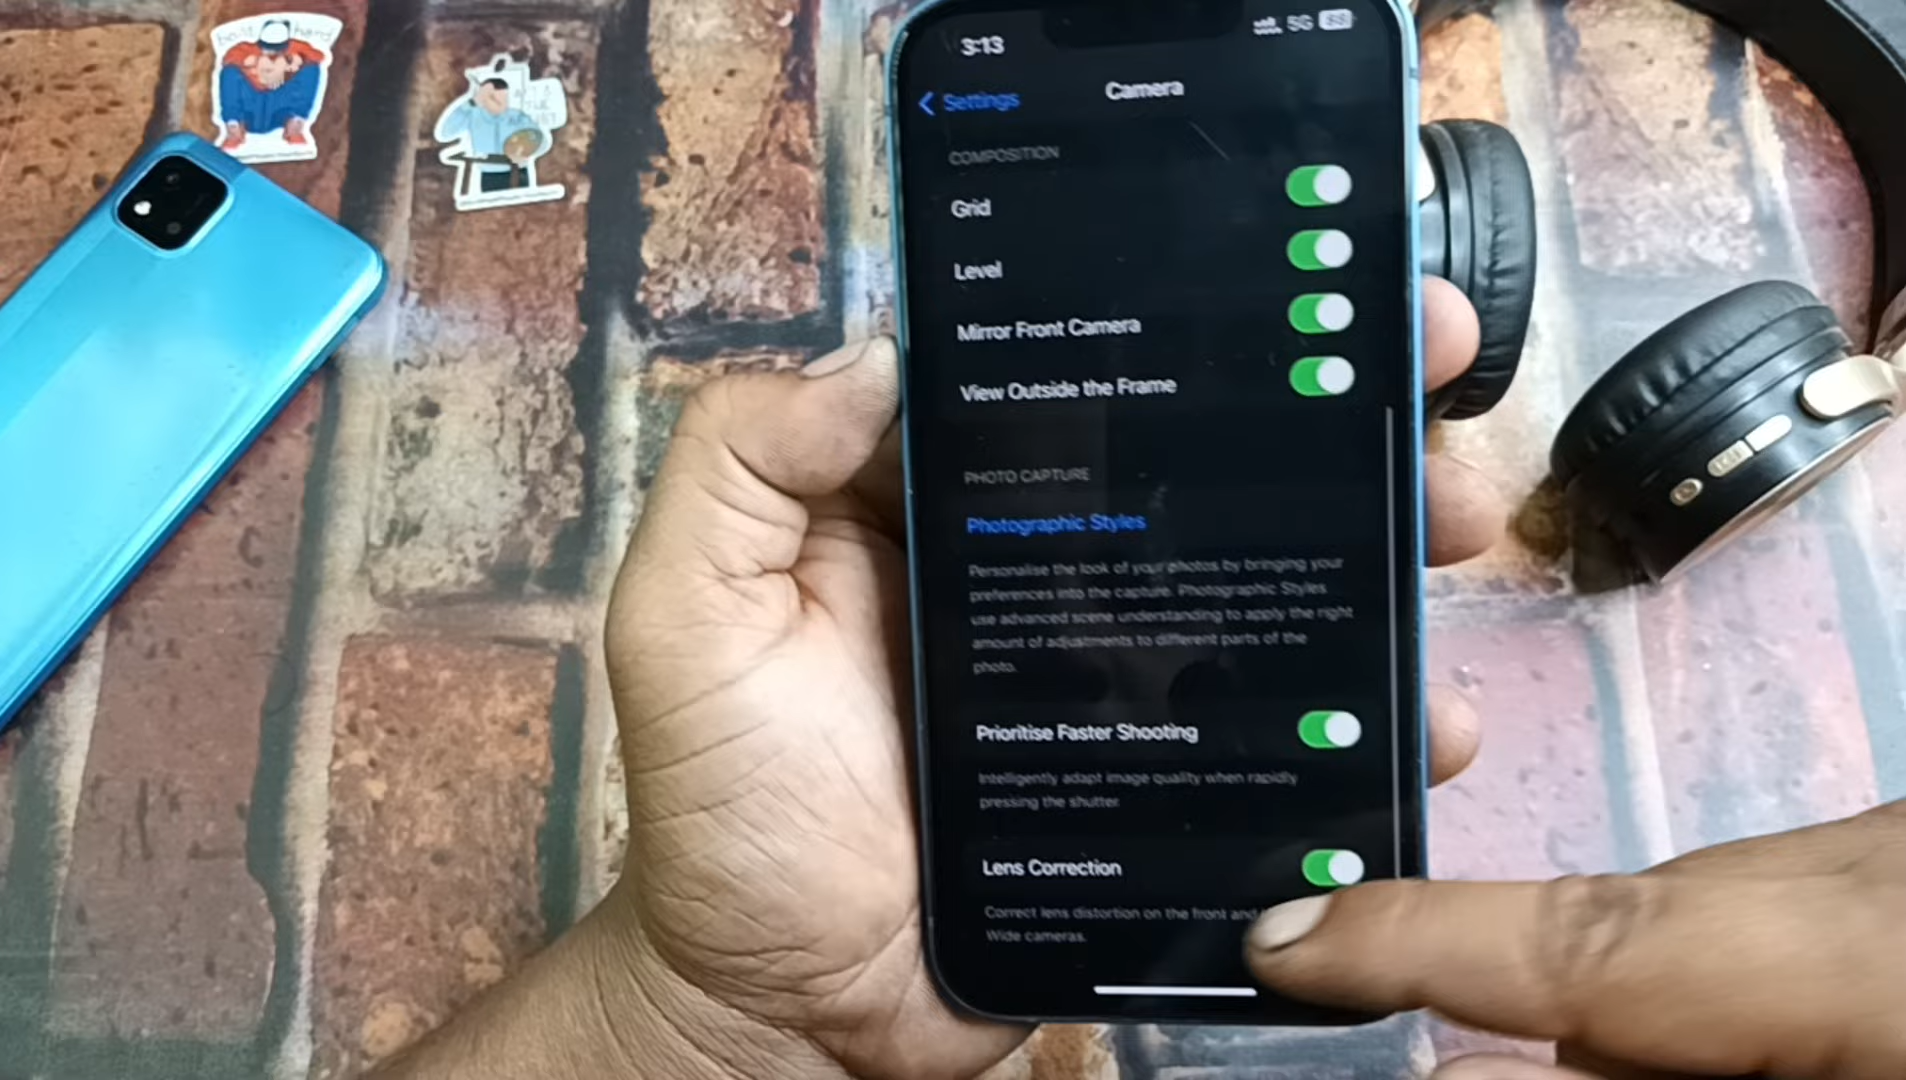 3:13
5G 88
Settings
Camera
COMPOSITION
Grid
Level
Mirror Front Camera
View Outside the Frame
PHOTO CAPTURE
Photographic Styles
Personalise the look of your photos by bringing your
preferences into the capture. Photographic Styles
use advanced scene understanding to apply the right
amount of adjustments to different parts of the
photo.
Prioritise Faster Shooting
Intelligently adapt image quality when rapidly
pressing the shutter.
Lens Correction
Correct lens distortion on the front and
Wide cameras.